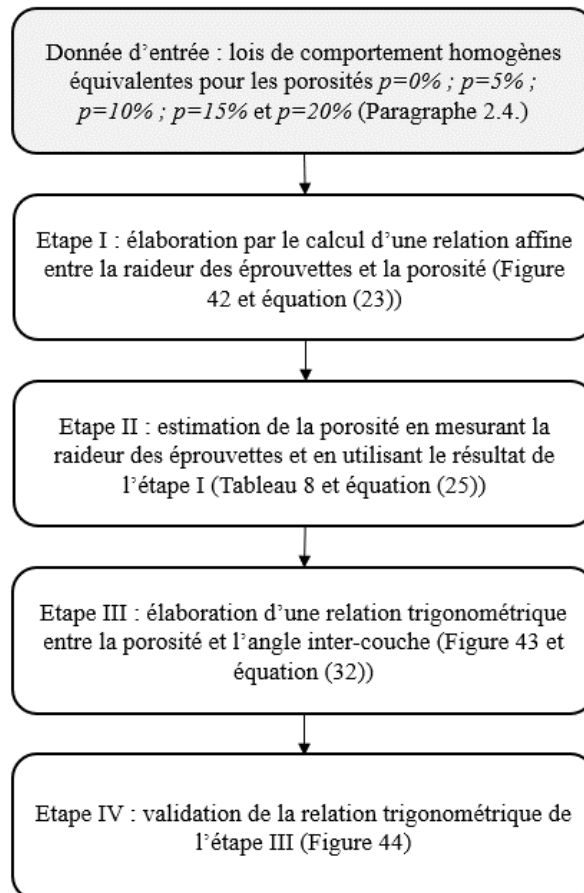 Donnée d’entrée : lois de comportement homogènes
équivalentes pour les porosités p=0% ; p=5% ;
p=10% ; p=15% et p=20% (Paragraphe 2.4.)
Etape I : élaboration par le calcul d’une relation affine
entre la raideur des éprouvettes et la porosité (Figure
42 et équation (23))
Etape II : estimation de la porosité en mesurant la
raideur des éprouvettes et en utilisant le résultat de
l’étape I (Tableau 8 et équation (25))
Etape III : élaboration d’une relation trigonométrique
entre la porosité et l’angle inter-couche (Figure 43 et
équation (32))
Etape IV : validation de la relation trigonométrique de
l’étape III (Figure 44)